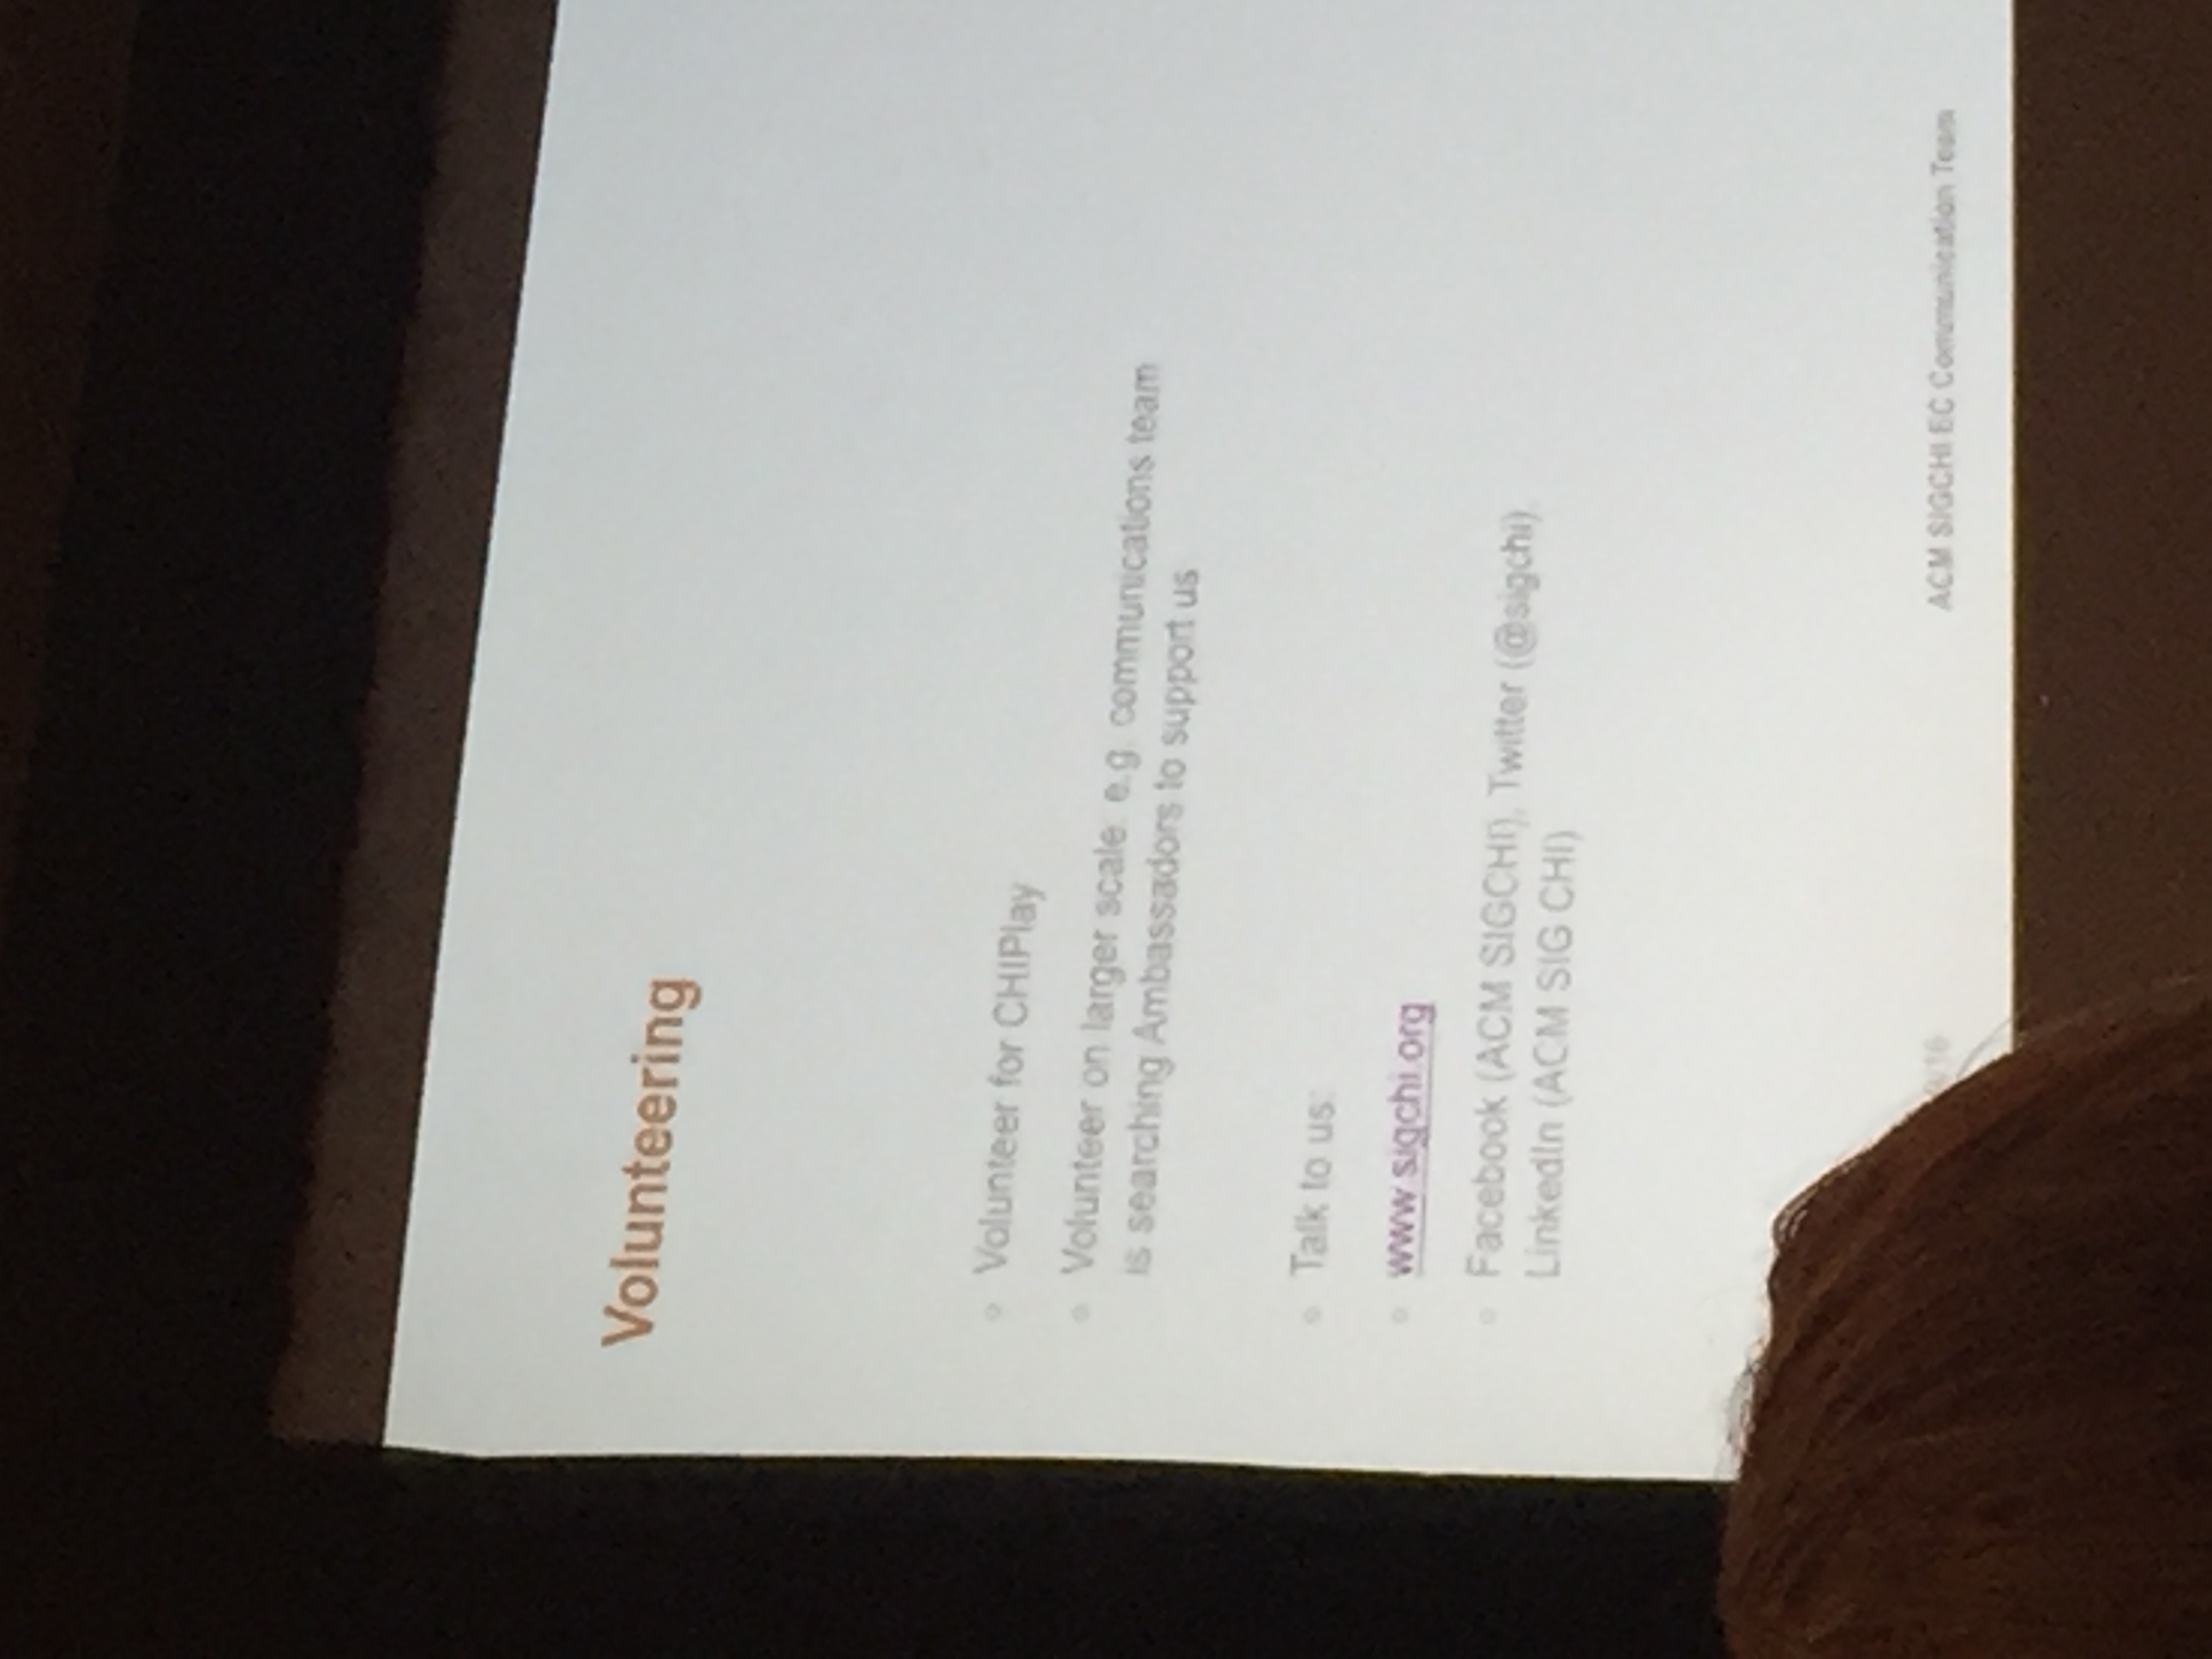 Volunteering
Volunteer for CHIPlay
Volunteer on larger scale: e.g. communications team
is searching Ambassadors to support us
Talk to us:
www.sigchi.org
Facebook (ACM SIGCHI), Twitter (@sigchi),
LinkedIn (ACM SIG CHI)
/16
ACM SIGCHI EC Communication Team